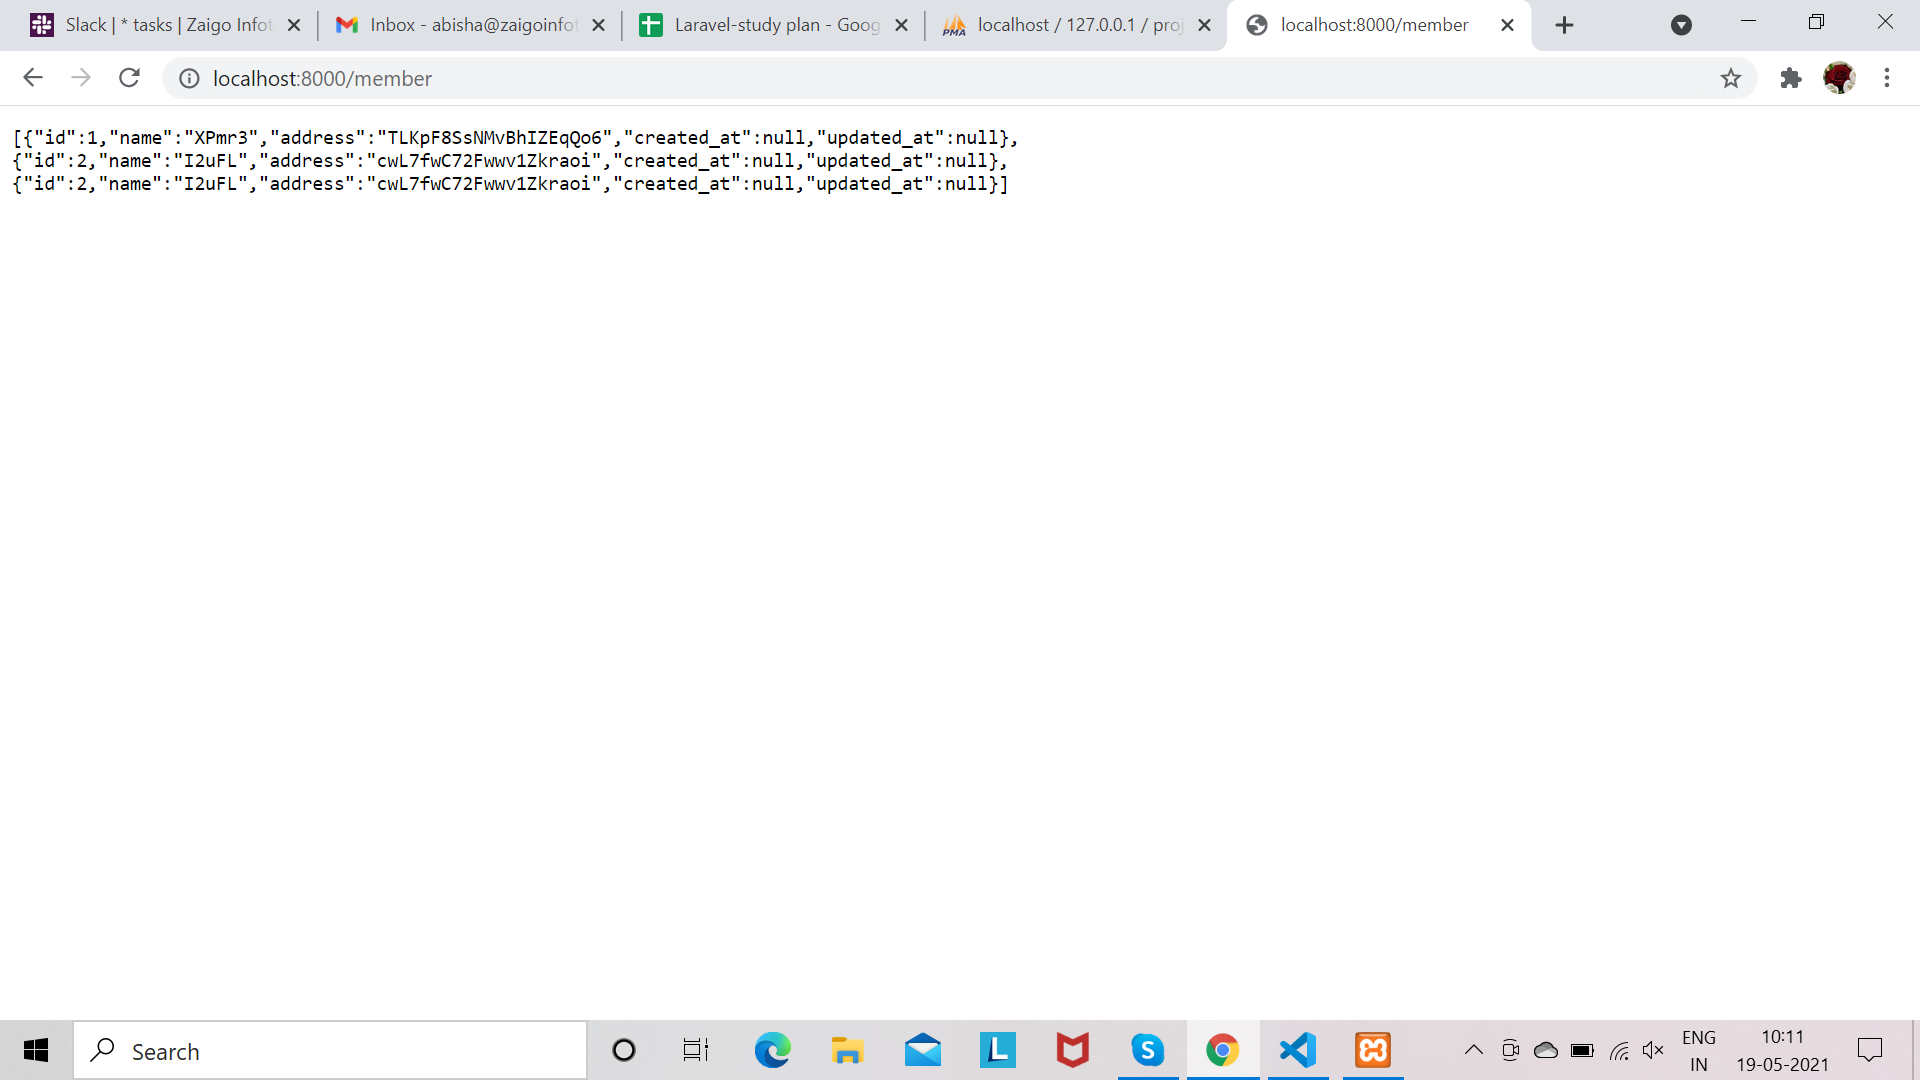 Slack | * tasks | Zaigo Infot
Inbox - abisha@zaigoinfot
Laravel-study plan - Goog
PMA
localhost / 127.0.0.1 / proj
localhost:8000/member
localhost:8000/member
[{"id":1,"name":"XPmr3","address":"TLKpF8SsNMvBhIZEqQo6","created_at":null,"updated_at":null},
{"id":2,"name":"I2uFL","address":"cwL7fwC72Fwwv1Zkraoi","created_at":null,"updated_at":null},
{"id":2,"name":"I2uFL","address":"cwL7fwC72Fwwv1Zkraoi","created_at":null,"updated_at":null}]
Search
L
S
ENG
IN
10:11
19-05-2021